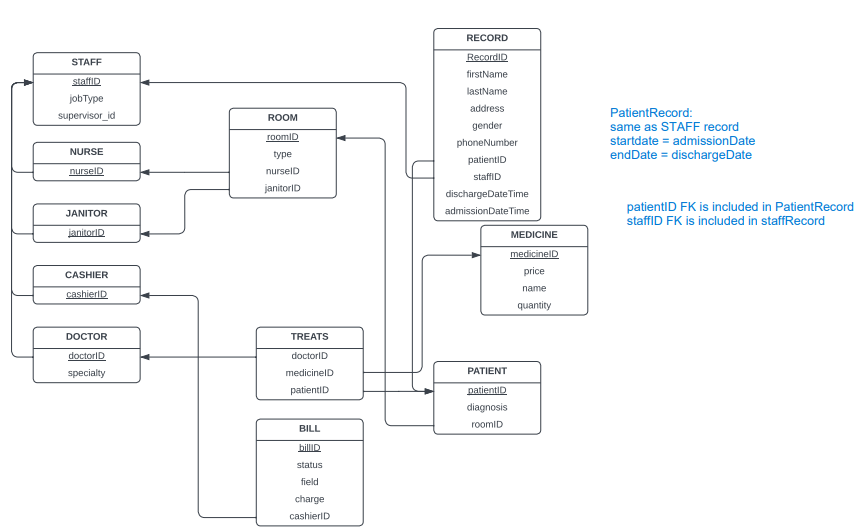 STAFF
staffID
jobType
supervisor_id
NURSE
nurseID
JANITOR
janitorID
CASHIER
cashierID
DOCTOR
doctorID
specialty
ROOM
roomID
type
nurseID
janitorID
TREATS
doctorID
medicineID
patientID
BILL
billID
status
field
charge
cashierID
RECORD
RecordID
firstName
lastName
address
gender
phoneNumber
patientID
staffID
dischargeDateTime
admissionDateTime
MEDICINE
medicineID
price
name
quantity
PATIENT
patientID
diagnosis
roomID
PatientRecord:
same as STAFF record
startdate = admissionDate
endDate = dischargeDate
patientID FK is included in PatientRecord
staffID FK is included in staffRecord